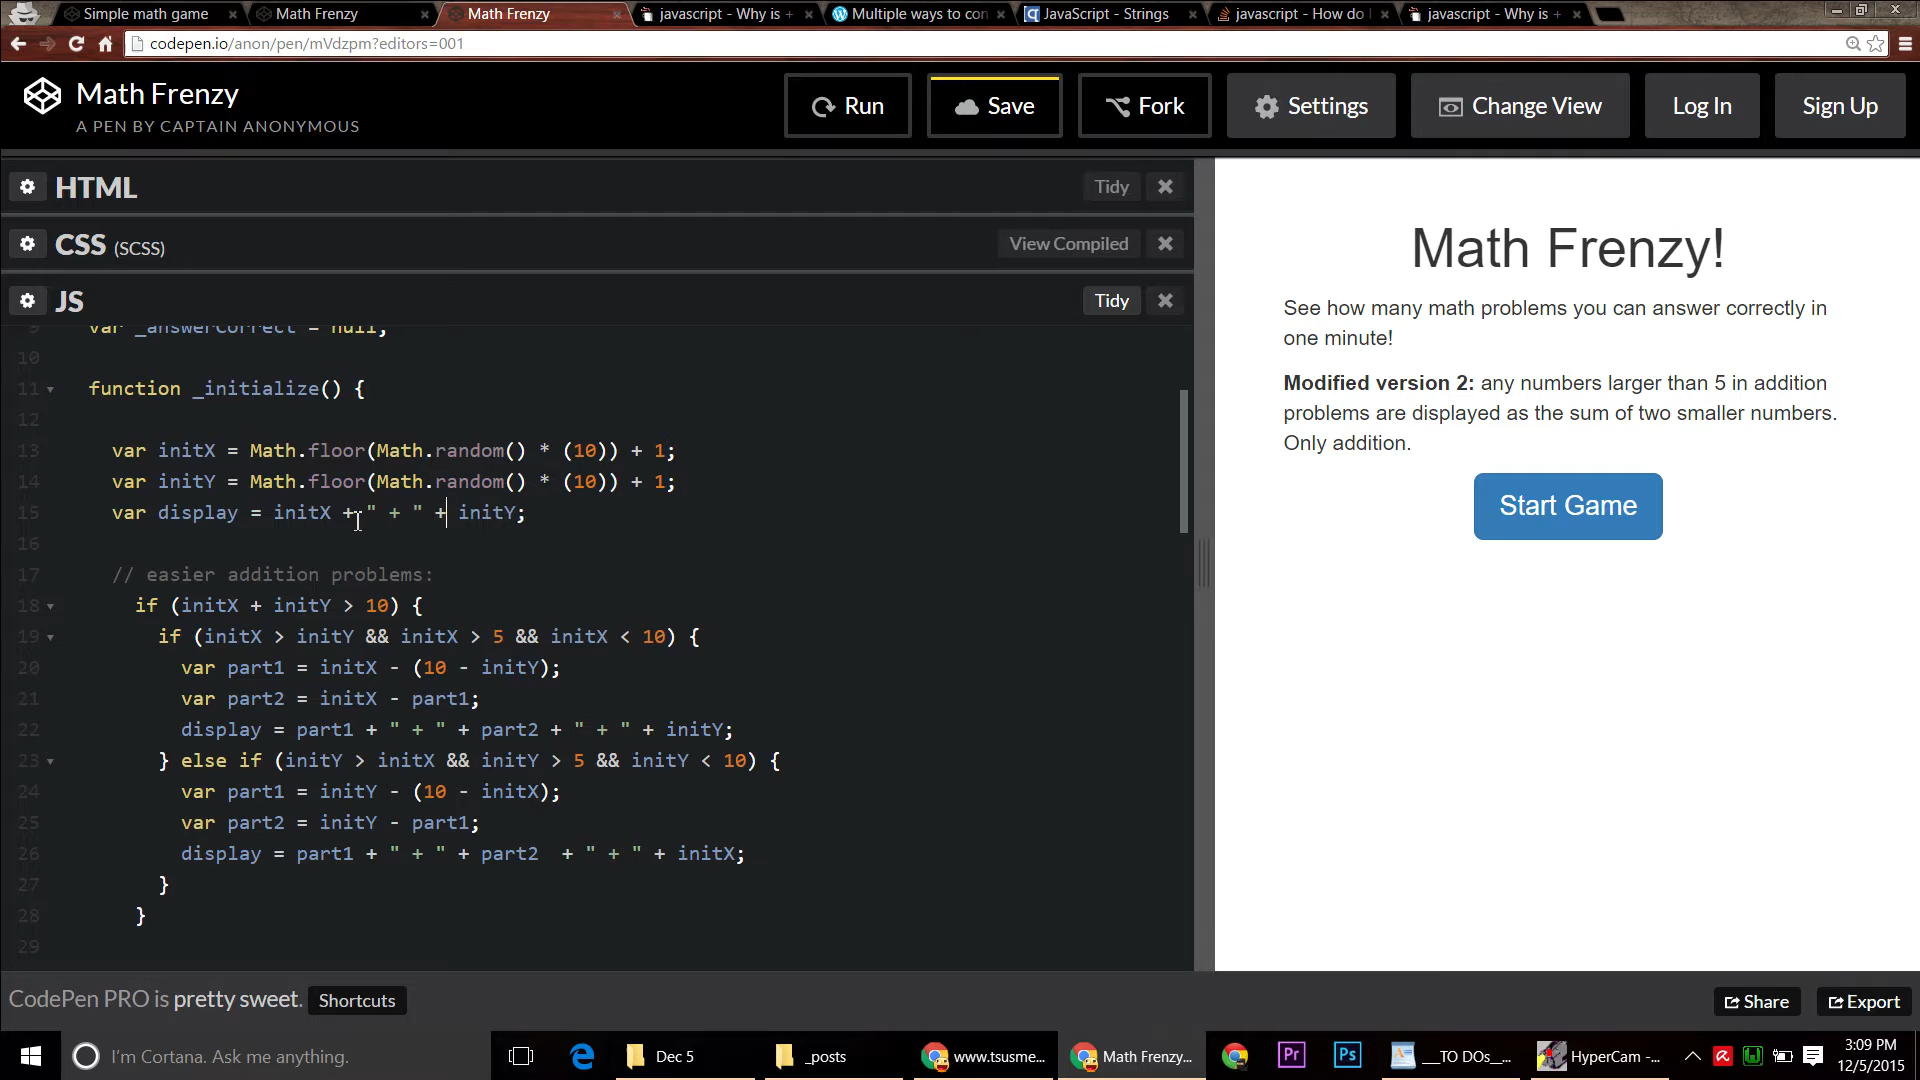 Simple math game
Math Frenzy
Math Frenzy
javascript - Why is +
Multiple ways to con
JavaScript - Strings
javascript - How do I
javascript - Why is +
codepen.io/anon/pen/mVdzpm?editors=001
Math Frenzy
A PEN BY CAPTAIN ANONYMOUS
Run
Save
Fork
Settings
Change View
Log In
Sign Up
HTML
Tidy
CSS (SCSS)
View Compiled
JS
Tidy
9 var _answerCorrect = null;
10
11 function _initialize() {
12
13 var initX = Math.floor(Math.random() * (10)) + 1;
14 var initY = Math.floor(Math.random() * (10)) + 1;
15 var display = initX + " + " + initY;
16
17 // easier addition problems:
18 if (initX + initY > 10) {
19 if (initX > initY && initX > 5 && initX < 10) {
20 var part1 = initX - (10 - initY);
21 var part2 = initX - part1;
22 display = part1 + " + " + part2 + " + " + initY;
23 } else if (initY > initX && initY > 5 && initY < 10) {
24 var part1 = initY - (10 - initX);
25 var part2 = initY - part1;
26 display = part1 + " + " + part2  + " + " + initX;
27 }
28 }
29
Math Frenzy!
See how many math problems you can answer correctly in
one minute!
Modified version 2: any numbers larger than 5 in addition
problems are displayed as the sum of two smaller numbers.
Only addition.
Start Game
CodePen PRO is pretty sweet.
Shortcuts
Share
Export
I'm Cortana. Ask me anything.
Dec 5
_posts
www.tsusme...
Math Frenzy...
Pr
Ps
__TO DOs__...
HyperCam -...
3:09 PM
12/5/2015